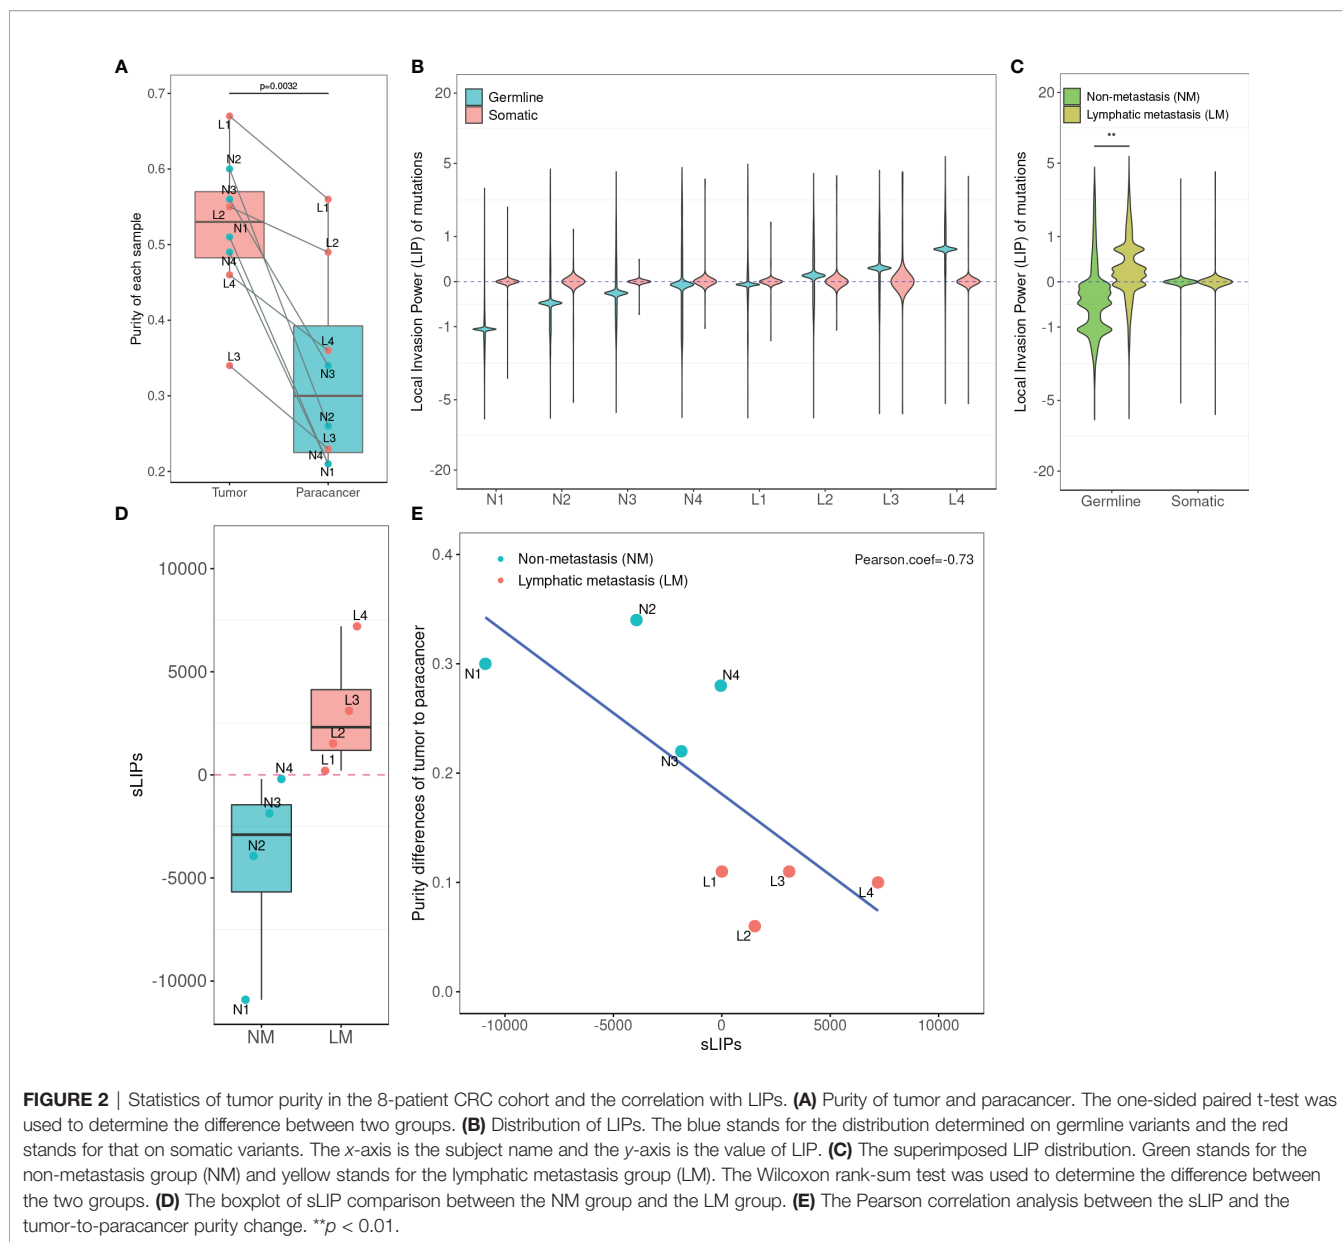 A
p=0.0032
0.7
0.6
0.5
0.4
0.3
0.2
Purity of each sample
L1
N2
N3
L2
N1
N4
L4
L3
L1
L2
L4
N3
N2
L3
N4
N1
Tumor
Paracancer
B
Germline
Somatic
20
5
1
0
-1
-5
-20
Local Invasion Power (LIP) of mutations
N1
N2
N3
N4
L1
L2
L3
L4
C
Non-metastasis (NM)
Lymphatic metastasis (LM)
**
20
5
1
0
-1
-5
-20
Local Invasion Power (LIP) of mutations
Germline
Somatic
D
10000
5000
0
-5000
-10000
sLIPs
L4
L3
L2
L1
N4
N3
N2
N1
NM
LM
E
Non-metastasis (NM)
Lymphatic metastasis (LM)
Pearson.coef=-0.73
0.4
0.3
0.2
0.1
0.0
Purity differences of tumor to paracancer
N2
N1
N4
N3
L1
L3
L4
L2
-10000
-5000
0
5000
10000
sLIPs
FIGURE 2 | Statistics of tumor purity in the 8-patient CRC cohort and the correlation with LIPs. (A) Purity of tumor and paracancer. The one-sided paired t-test was
used to determine the difference between two groups. (B) Distribution of LIPs. The blue stands for the distribution determined on germline variants and the red
stands for that on somatic variants. The x-axis is the subject name and the y-axis is the value of LIP. (C) The superimposed LIP distribution. Green stands for the
non-metastasis group (NM) and yellow stands for the lymphatic metastasis group (LM). The Wilcoxon rank-sum test was used to determine the difference between
the two groups. (D) The boxplot of sLIP comparison between the NM group and the LM group. (E) The Pearson correlation analysis between the sLIP and the
tumor-to-paracancer purity change. **p < 0.01.